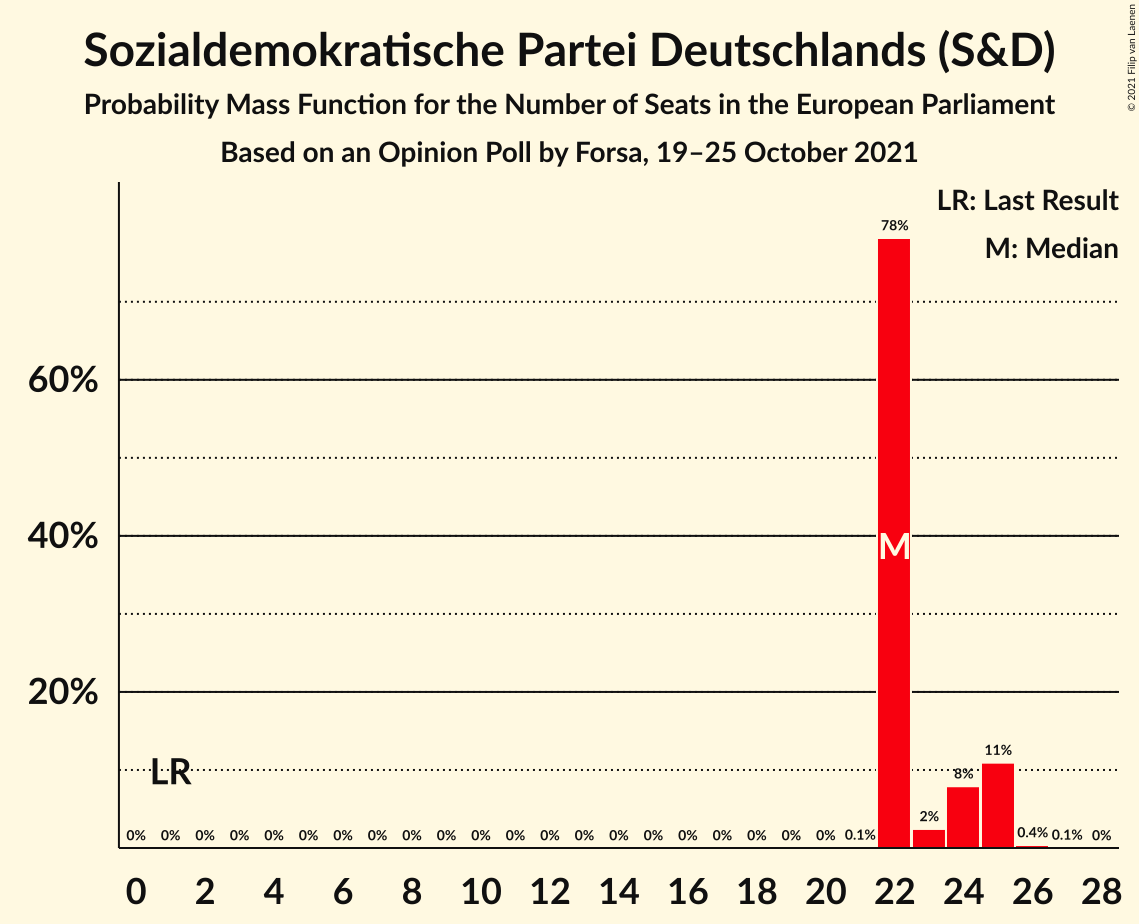 Sozialdemokratische Partei Deutschlands (S&D)
Probability Mass Function for the Number of Seats in the European Parliament
Based on an Opinion Poll by Forsa, 19–25 October 2021
© 2021 Filip van Laenen
LR: Last Result
M: Median
78%
60%
40%
M
20%
LR
0% 0% 0% 0% 0% 0% 0% 0% 0% 0% 0% 0% 0% 0% 0% 0% 0% 0% 0% 0% 0% 0.1% 2% 8% 11% 0.4% 0.1% 0%
0 2 4 6 8 10 12 14 16 18 20 22 24 26 28